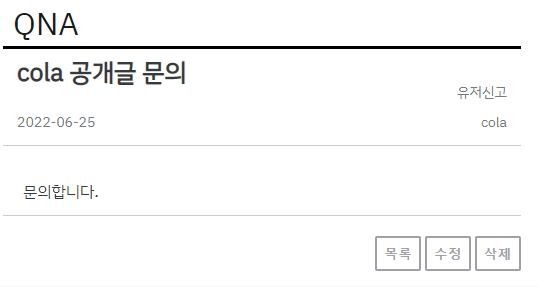 QNA
cola 공개글 문의
유저신고
2022-06-25 cola
문의합니다.
목록 수정 삭제